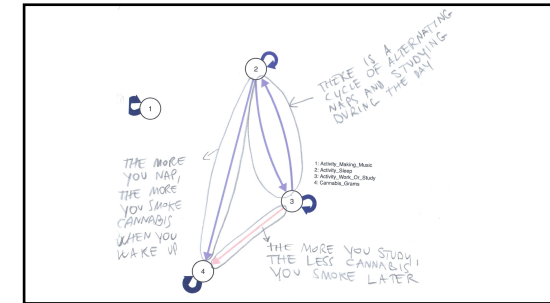 THERE IS A
CYCLE OF ALTERNATING
NAPS AND STUDYING
DURING THE DAY
2
1
1: Activity_Making_Music
2: Activity_Sleep
3: Activity_Work_Or_Study
4: Cannabis_Grams
THE MORE
YOU NAP,
THE MORE
YOU SMOKE
CANNABIS
WHEN YOU
WAKE UP
3
4
THE MORE YOU STUDY,
THE LESS CANNABIS
YOU SMOKE LATER